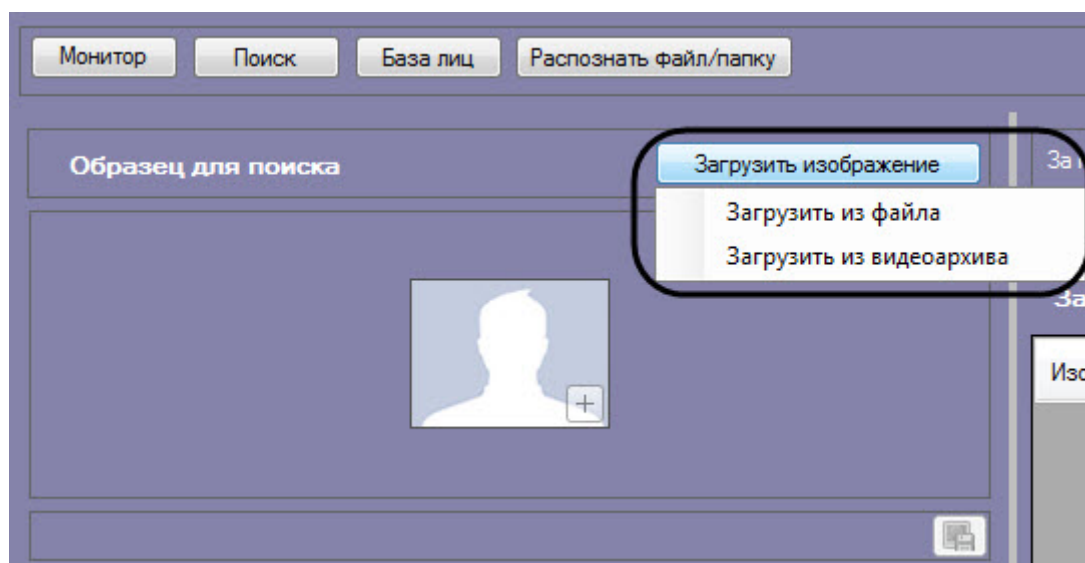 Монитор Поиск База лиц Распознать файл/папку
Образец для поиска Загрузить изображение
Загрузить из файла
Загрузить из видеоархива